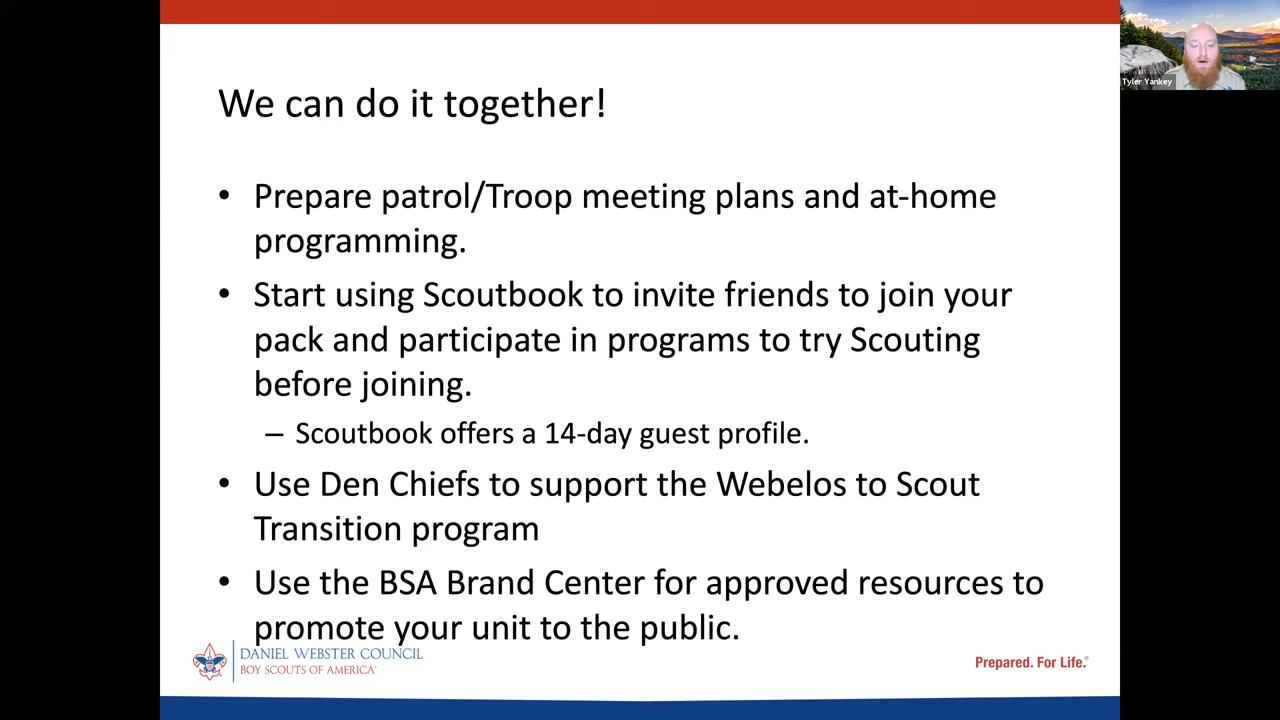 We can do it together!
• Prepare patrol/Troop meeting plans and at-home
programming.
• Start using Scoutbook to invite friends to join your
pack and participate in programs to try Scouting
before joining.
– Scoutbook offers a 14-day guest profile.
• Use Den Chiefs to support the Webelos to Scout
Transition program
• Use the BSA Brand Center for approved resources to
promote your unit to the public.
DANIEL WEBSTER COUNCIL
BOY SCOUTS OF AMERICA®
Prepared. For Life.®
Tyler Yankey